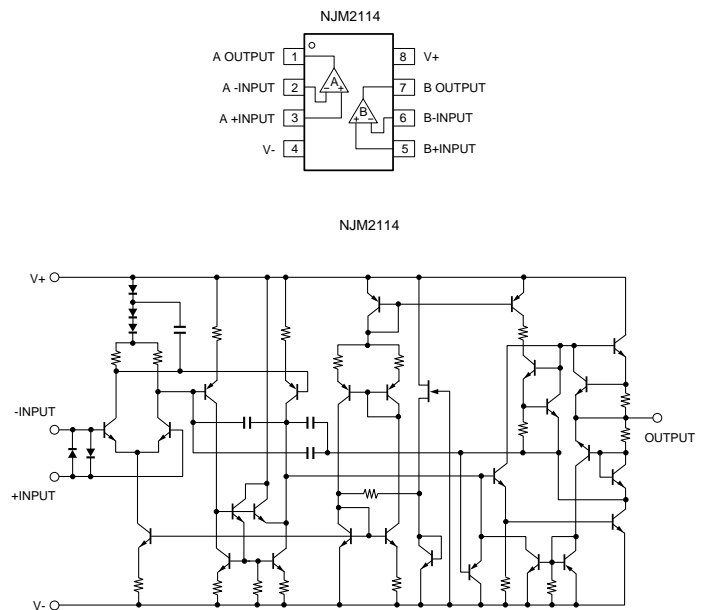 NJM2114
A OUTPUT 1 8 V+
A -INPUT 2 A 7 B OUTPUT
A +INPUT 3 B 6 B-INPUT
V- 4 5 B+INPUT
NJM2114
V+
-INPUT
OUTPUT
+INPUT
V-